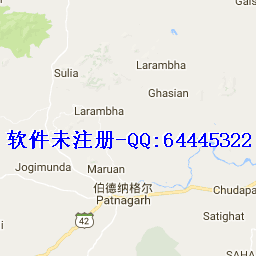 Gais
Larambha
Sulia
Ghasian
Larambha
软件未注册-QQ:64445322
Jogimunda
Maruan
伯德纳格尔
Patnagarh
Chudapa
42
Satighat
SAHA